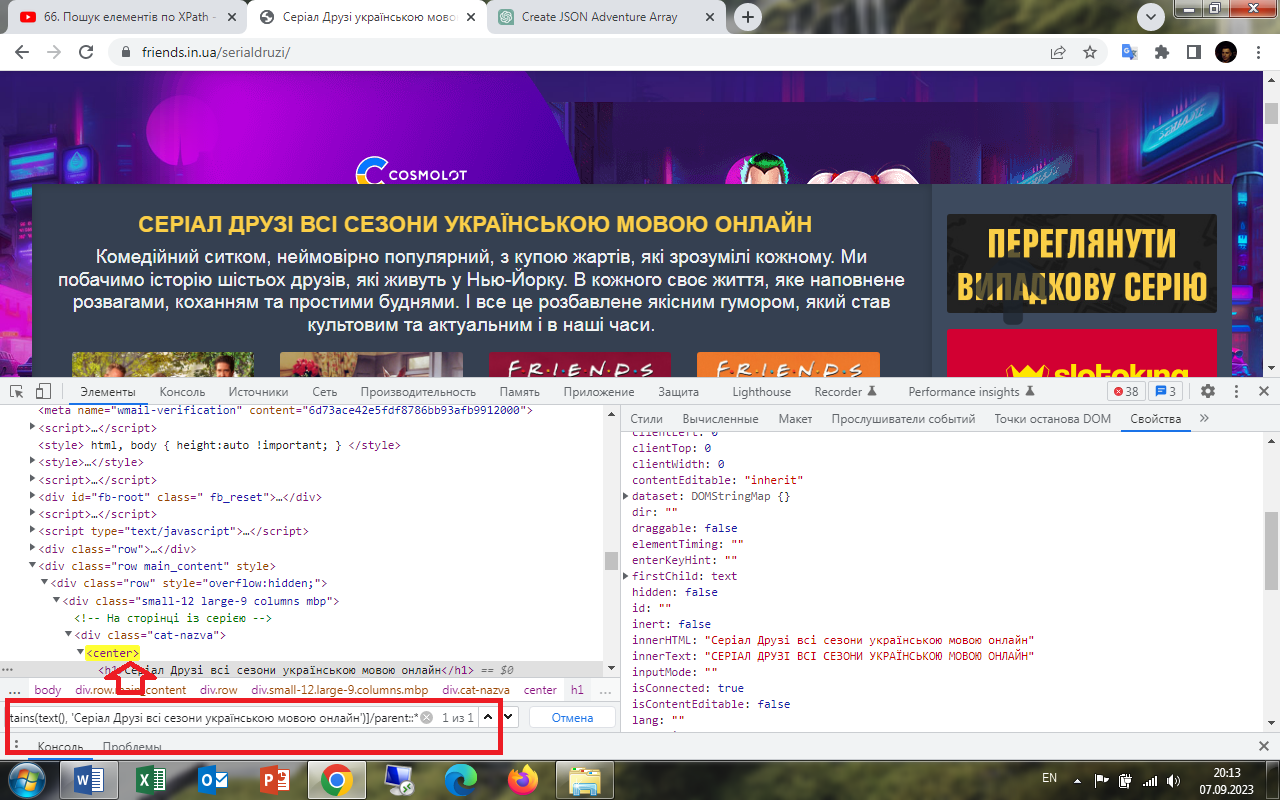 66. Пошук елементів по XPath -
Серіал Друзі українською мовою
Create JSON Adventure Array
friends.in.ua/serialdruzi/
COSMOLOT
СЕРІАЛ ДРУЗІ ВСІ СЕЗОНИ УКРАЇНСЬКОЮ МОВОЮ ОНЛАЙН
Комедійний ситком, неймовірно популярний, з купою жартів, які зрозумілі кожному. Ми
побачимо історію шістьох друзів, які живуть у Нью-Йорку. В кожного своє життя, яке наповнене
розвагами, коханням та простими буднями. І все це розбавлене якісним гумором, який став
культовим та актуальним і в наші часи.
ПЕРЕГЛЯНУТИ
ВИПАДКОВУ СЕРІЮ
slotoking
F·R·I·E·N·D·S
F·R·I·E·N·D·S
Элементы Консоль Источники Сеть Производительность Память Приложение Защита Lighthouse Recorder Performance insights 38 3
<meta name="wmail-verification" content="6d73ace42e5fdf8786bb93afb9912000">
<script>…</script>
<style> html, body { height:auto !important; } </style>
<style>…</style>
<script>…</script>
<div id="fb-root" class=" fb_reset">…</div>
<script>…</script>
<script type="text/javascript">…</script>
<div class="row">…</div>
<div class="row main_content" style>
<div class="row" style="overflow:hidden;">
<div class="small-12 large-9 columns mbp">
<!-- На сторінці із серією -->
<div class="cat-nazva">
<center>
<h1>Серіал Друзі всі сезони українською мовою онлайн</h1> == $0
... body div.row.main_content div.row div.small-12.large-9.columns.mbp div.cat-nazva center h1 ...
tains(text(), 'Серіал Друзі всі сезони українською мовою онлайн')]/parent::* 1 из 1 Отмена
Консоль Проблемы
Стили Вычисленные Макет Прослушиватели событий Точки останова DOM Свойства
clientLeft: 0
clientTop: 0
clientWidth: 0
contentEditable: "inherit"
dataset: DOMStringMap {}
dir: ""
draggable: false
elementTiming: ""
enterKeyHint: ""
firstChild: text
hidden: false
id: ""
inert: false
innerHTML: "Серіал Друзі всі сезони українською мовою онлайн"
innerText: "СЕРІАЛ ДРУЗІ ВСІ СЕЗОНИ УКРАЇНСЬКОЮ МОВОЮ ОНЛАЙН"
inputMode: ""
isConnected: true
isContentEditable: false
lang: ""
EN
20:13
07.09.2023